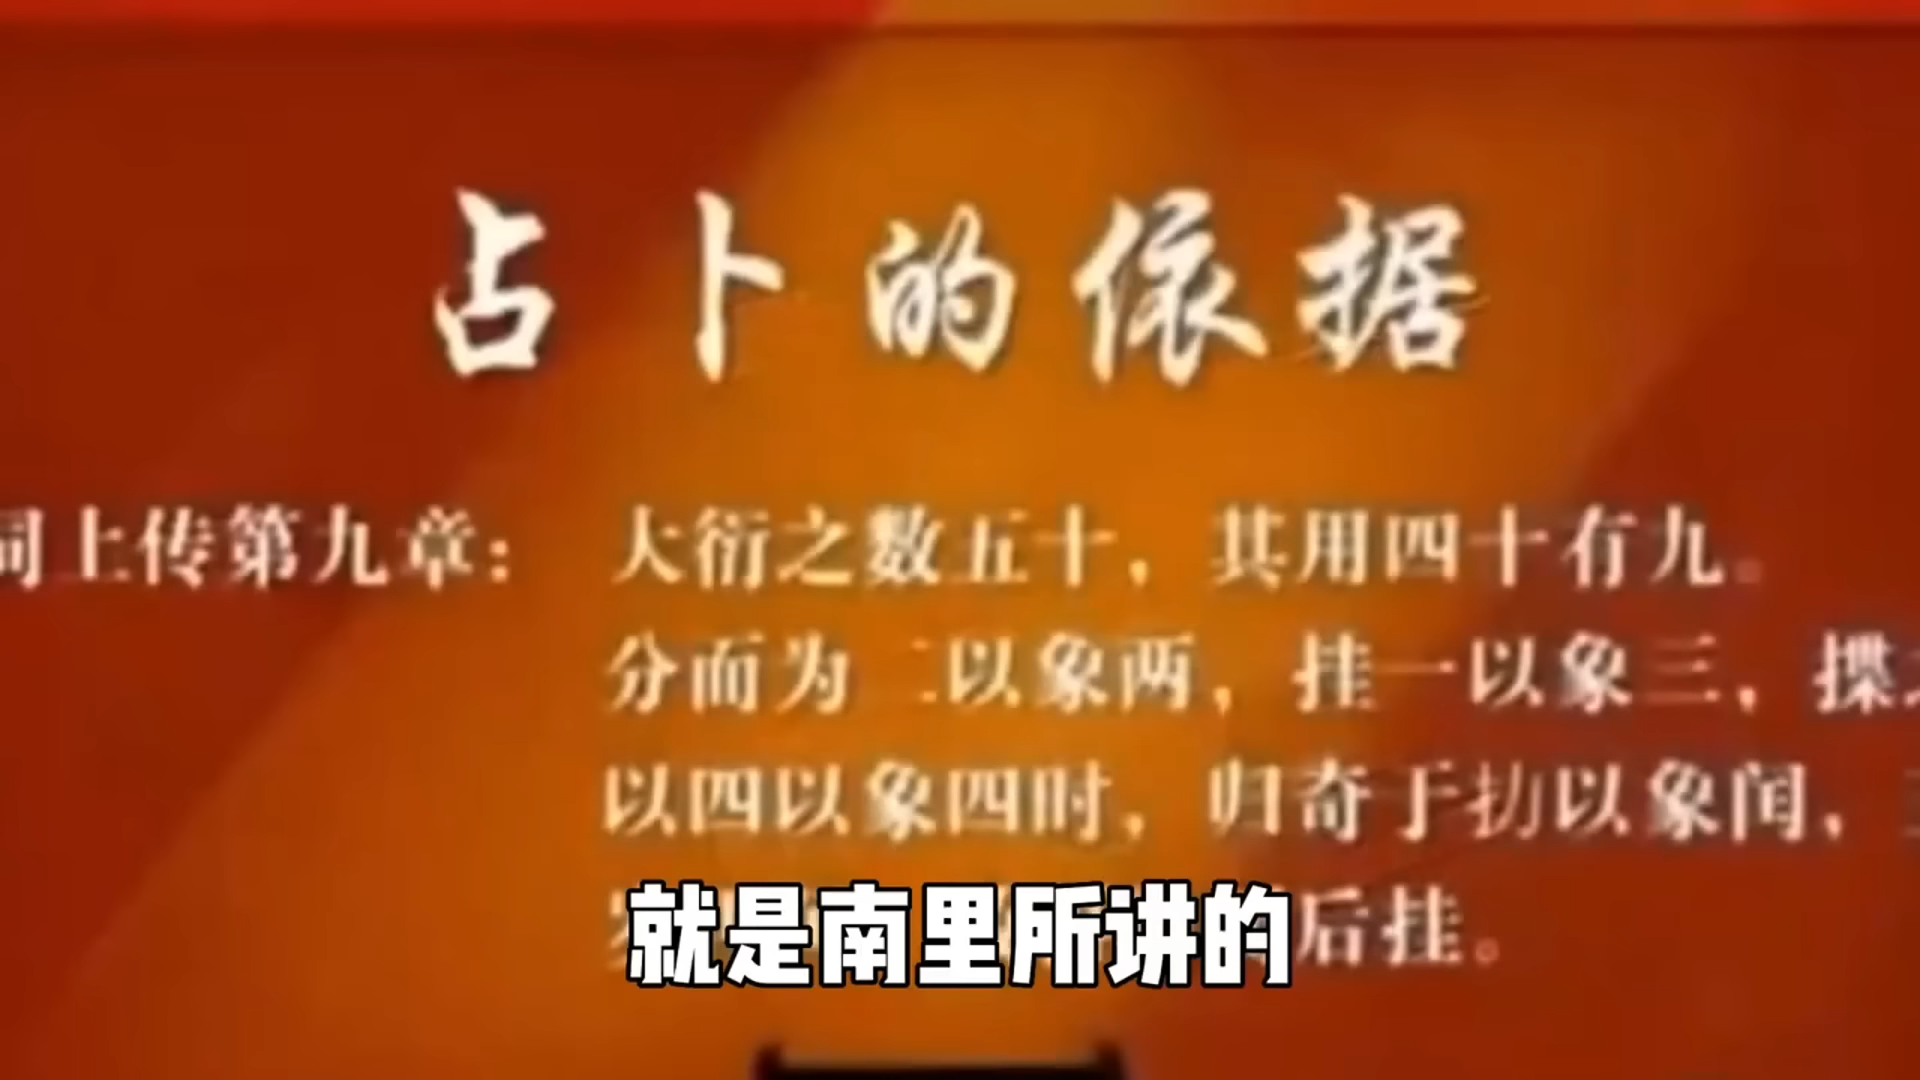 占卜的依据
词上传第九章： 大衍之数五十，其用四十有九。
分而为二以象两，挂一以象三，揲
以四以象四时，归奇于扐以象闰，
后挂。
就是南里所讲的